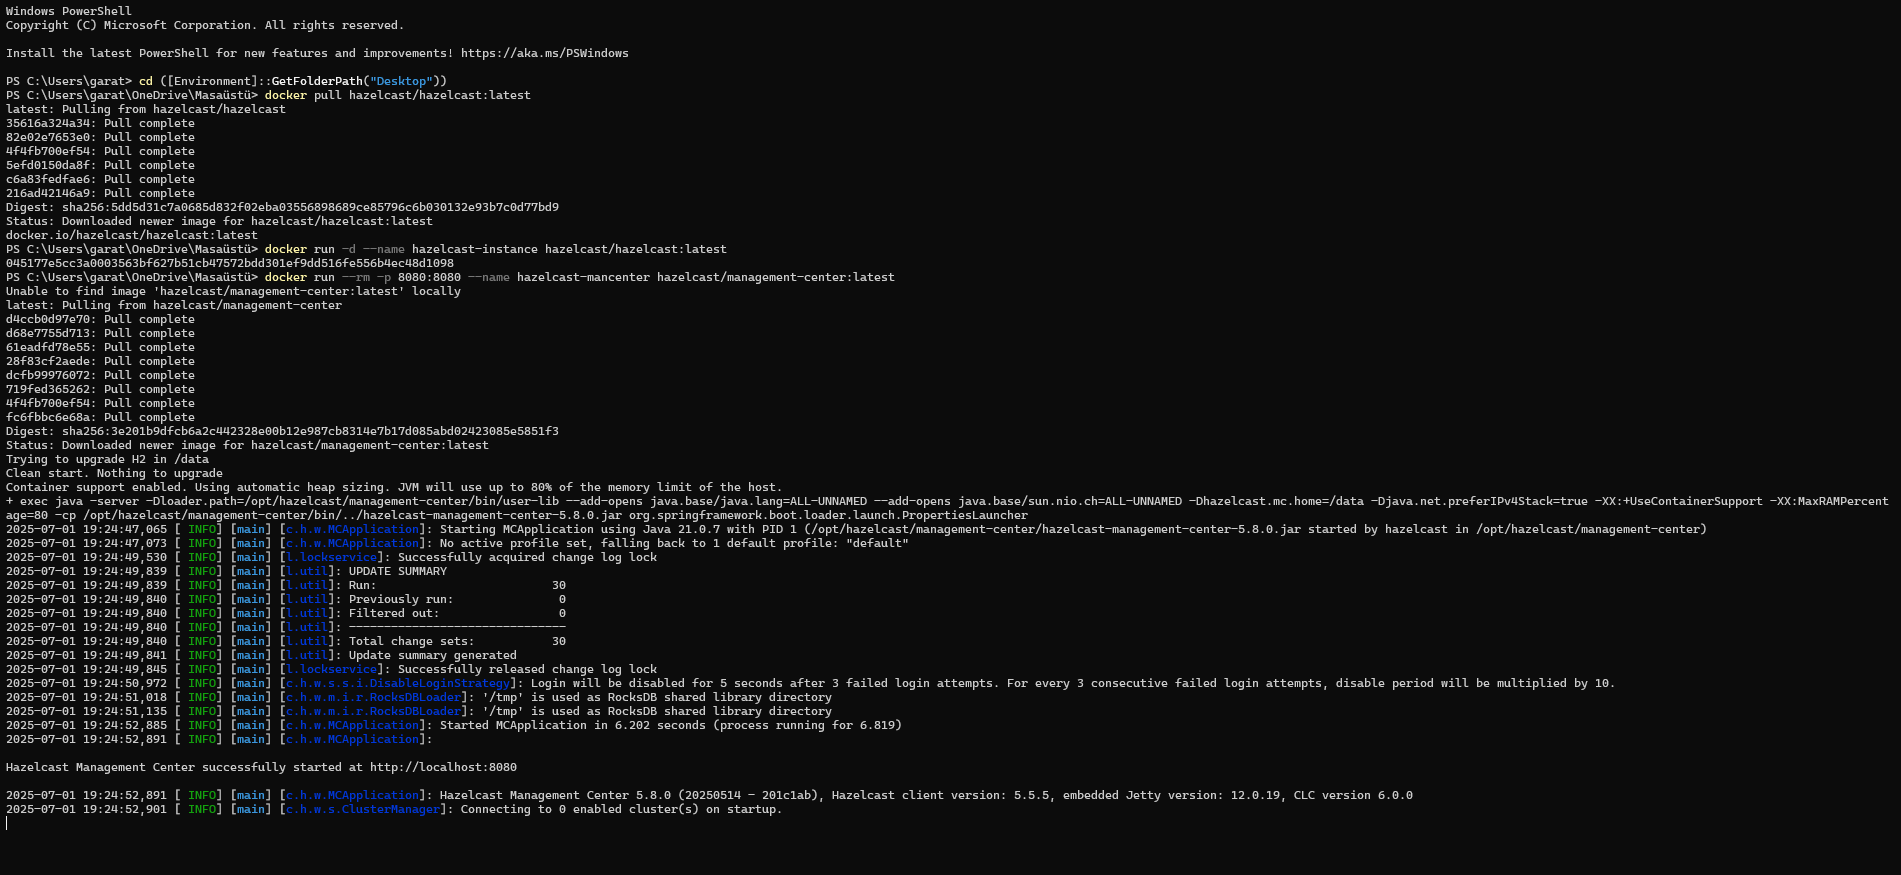 Windows PowerShell
Copyright (C) Microsoft Corporation. All rights reserved.
Install the latest PowerShell for new features and improvements! https://aka.ms/PSWindows
PS C:\Users\garat> cd ([Environment]::GetFolderPath("Desktop"))
PS C:\Users\garat\OneDrive\Masaüstü> docker pull hazelcast/hazelcast:latest
latest: Pulling from hazelcast/hazelcast
35616a324a34: Pull complete
82e02e7653e0: Pull complete
4f4fb700ef54: Pull complete
5efd0150da8f: Pull complete
c6a83fedfae6: Pull complete
216ad42146a9: Pull complete
Digest: sha256:5dd5d31c7a0685d832f02eba03556898689ce85796c6b030132e93b7c0d77bd9
Status: Downloaded newer image for hazelcast/hazelcast:latest
docker.io/hazelcast/hazelcast:latest
PS C:\Users\garat\OneDrive\Masaüstü> docker run -d --name hazelcast-instance hazelcast/hazelcast:latest
045177e5cc3a0003563bf627b51cb47572bdd301ef9dd516fe556b4ec48d1098
PS C:\Users\garat\OneDrive\Masaüstü> docker run --rm -p 8080:8080 --name hazelcast-mancenter hazelcast/management-center:latest
Unable to find image 'hazelcast/management-center:latest' locally
latest: Pulling from hazelcast/management-center
d4ccb0d97e70: Pull complete
d68e7755d713: Pull complete
61eadfd78e55: Pull complete
28f83cf2aede: Pull complete
dcfb99976072: Pull complete
719fed365262: Pull complete
4f4fb700ef54: Pull complete
fc6fbbc6e68a: Pull complete
Digest: sha256:3e201b9dfcb6a2c442328e00b12e987cb8314e7b17d085abd02423085e5851f3
Status: Downloaded newer image for hazelcast/management-center:latest
Trying to upgrade H2 in /data
Clean start. Nothing to upgrade
Container support enabled. Using automatic heap sizing. JVM will use up to 80% of the memory limit of the host.
+ exec java -server -Dloader.path=/opt/hazelcast/management-center/bin/user-lib --add-opens java.base/java.lang=ALL-UNNAMED --add-opens java.base/sun.nio.ch=ALL-UNNAMED -Dhazelcast.mc.home=/data -Djava.net.preferIPv4Stack=true -XX:+UseContainerSupport -XX:MaxRAMPercent
age=80 -cp /opt/hazelcast/management-center/bin/../hazelcast-management-center-5.8.0.jar org.springframework.boot.loader.launch.PropertiesLauncher
2025-07-01 19:24:47,065 [ INFO] [main] [c.h.w.MCApplication]: Starting MCApplication using Java 21.0.7 with PID 1 (/opt/hazelcast/management-center/hazelcast-management-center-5.8.0.jar started by hazelcast in /opt/hazelcast/management-center)
2025-07-01 19:24:47,073 [ INFO] [main] [c.h.w.MCApplication]: No active profile set, falling back to 1 default profile: "default"
2025-07-01 19:24:49,530 [ INFO] [main] [l.lockservice]: Successfully acquired change log lock
2025-07-01 19:24:49,839 [ INFO] [main] [l.util]: UPDATE SUMMARY
2025-07-01 19:24:49,839 [ INFO] [main] [l.util]: Run:                         30
2025-07-01 19:24:49,840 [ INFO] [main] [l.util]: Previously run:               0
2025-07-01 19:24:49,840 [ INFO] [main] [l.util]: Filtered out:                 0
2025-07-01 19:24:49,840 [ INFO] [main] [l.util]: -------------------------------
2025-07-01 19:24:49,840 [ INFO] [main] [l.util]: Total change sets:           30
2025-07-01 19:24:49,841 [ INFO] [main] [l.util]: Update summary generated
2025-07-01 19:24:49,845 [ INFO] [main] [l.lockservice]: Successfully released change log lock
2025-07-01 19:24:50,972 [ INFO] [main] [c.h.w.s.s.i.DisableLoginStrategy]: Login will be disabled for 5 seconds after 3 failed login attempts. For every 3 consecutive failed login attempts, disable period will be multiplied by 10.
2025-07-01 19:24:51,018 [ INFO] [main] [c.h.w.m.i.r.RocksDBLoader]: '/tmp' is used as RocksDB shared library directory
2025-07-01 19:24:51,135 [ INFO] [main] [c.h.w.m.i.r.RocksDBLoader]: '/tmp' is used as RocksDB shared library directory
2025-07-01 19:24:52,885 [ INFO] [main] [c.h.w.MCApplication]: Started MCApplication in 6.202 seconds (process running for 6.819)
2025-07-01 19:24:52,891 [ INFO] [main] [c.h.w.MCApplication]:
Hazelcast Management Center successfully started at http://localhost:8080
2025-07-01 19:24:52,891 [ INFO] [main] [c.h.w.MCApplication]: Hazelcast Management Center 5.8.0 (20250514 - 201c1ab), Hazelcast client version: 5.5.5, embedded Jetty version: 12.0.19, CLC version 6.0.0
2025-07-01 19:24:52,901 [ INFO] [main] [c.h.w.s.ClusterManager]: Connecting to 0 enabled cluster(s) on startup.